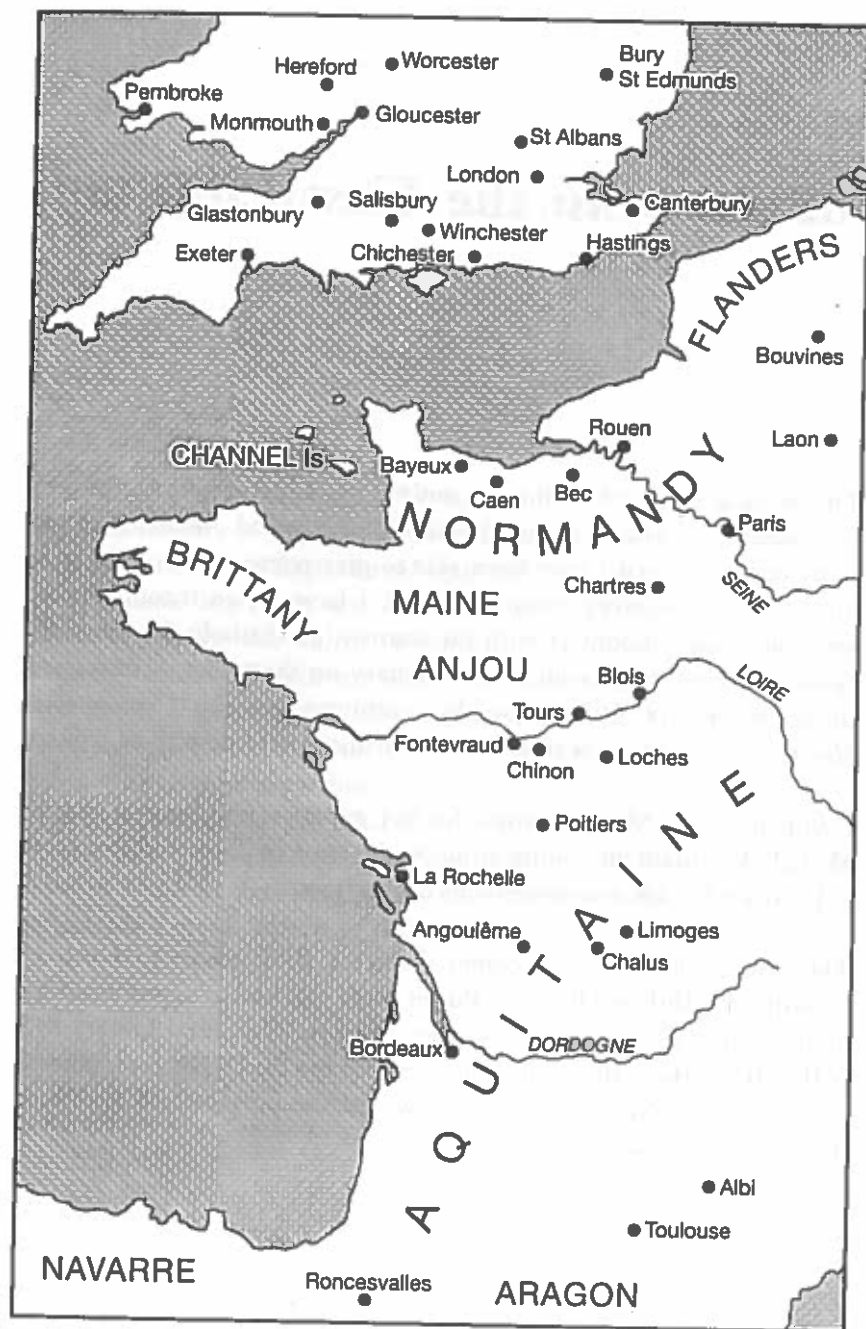 Worcester
Hereford
Bury
St Edmunds
Pembroke
Gloucester
Monmouth
St Albans
London
Canterbury
Glastonbury
Salisbury
Winchester
Exeter
Chichester
Hastings
FLANDERS
Bouvines
Rouen
Laon
CHANNEL Is
Bayeux
Caen
Bec
NORMANDY
Paris
BRITTANY
Chartres
SEINE
MAINE
ANJOU
Blois
LOIRE
Tours
Fontevraud
Chinon
Loches
Poitiers
La Rochelle
AQUITAINE
Angoulême
Limoges
Chalus
Bordeaux
DORDOGNE
Albi
Toulouse
NAVARRE
Roncesvalles
ARAGON